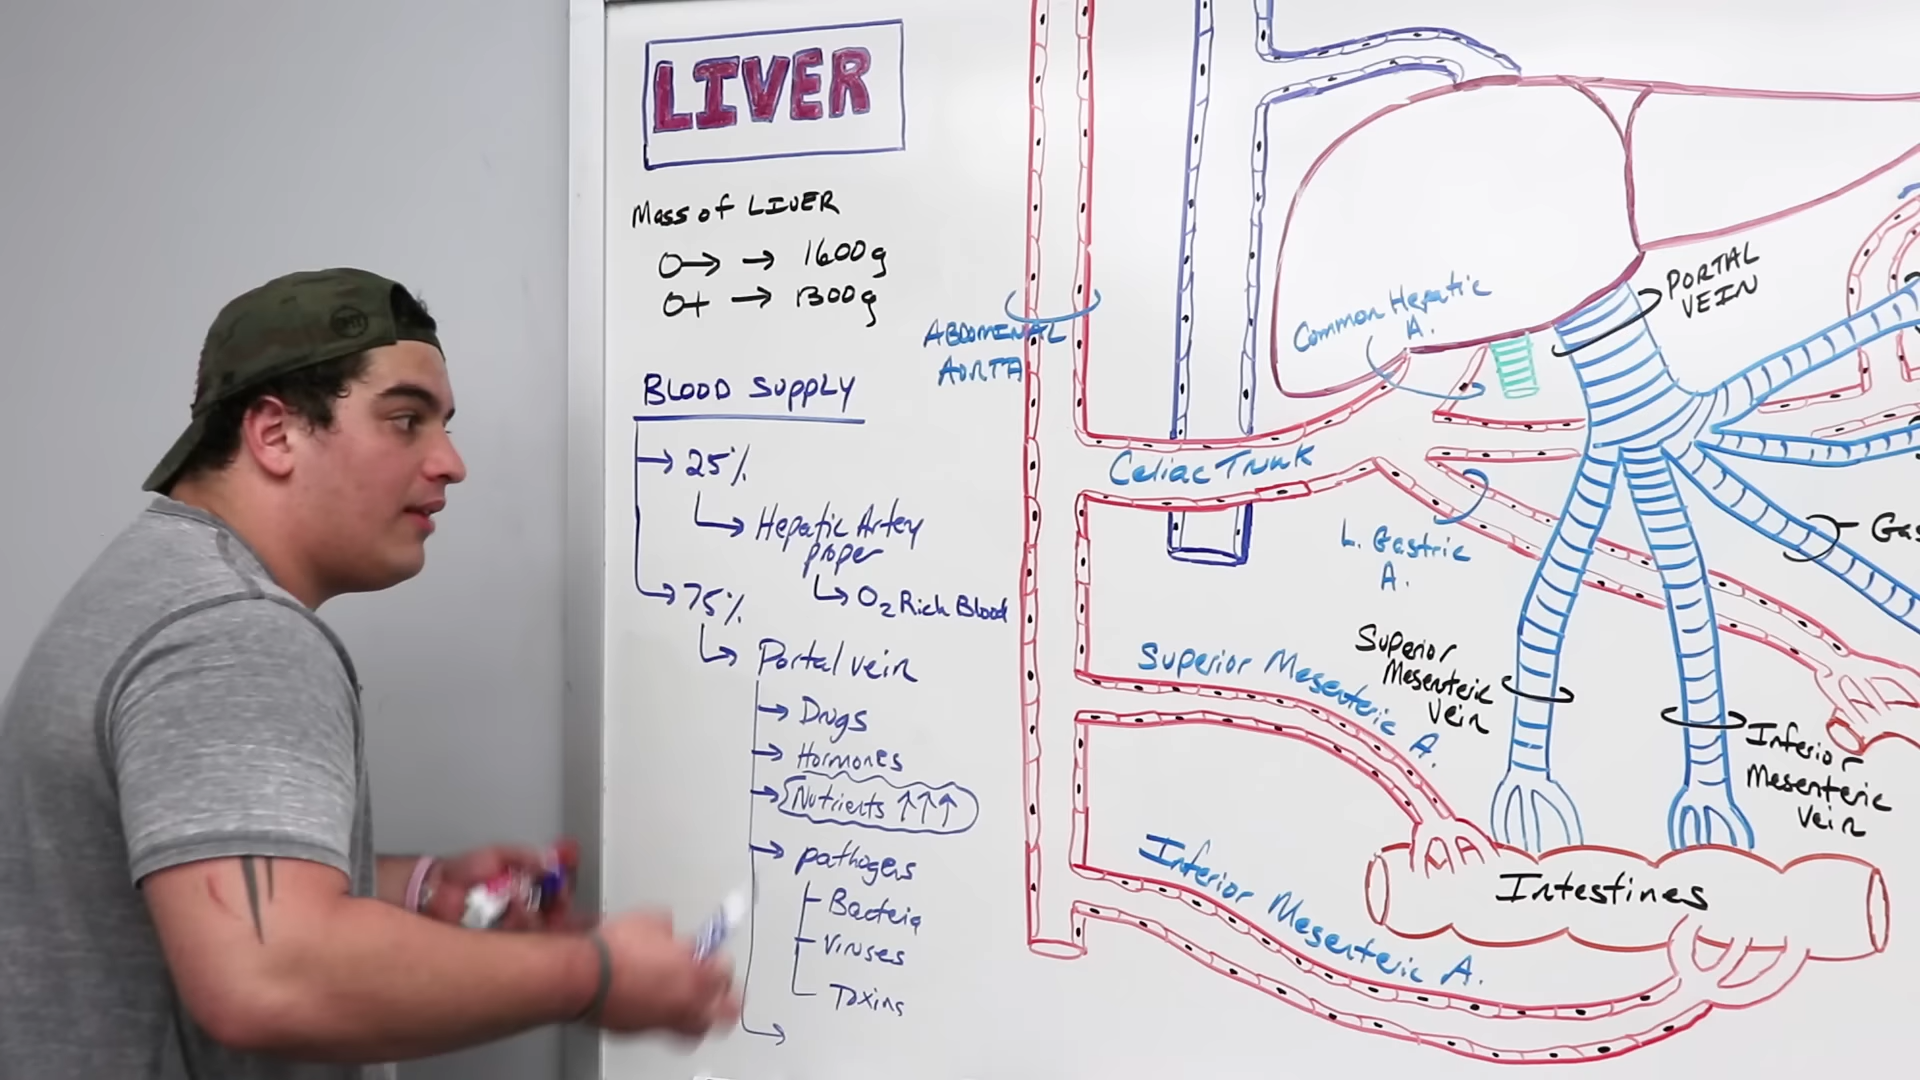 LIVER
Mass of LIVER
→ 1600g
→ 1300g
BLOOD SUPPLY
→ 25%
→ Hepatic Artery
proper
→ O2 Rich Blood
→ 75%
→ Portal vein
→ Drugs
→ Hormones
→ Nutrients ↑↑↑
→ pathogens
Bacteria
Viruses
Toxins
ABDOMINAL
AORTA
Common Hepatic
A.
PORTAL
VEIN
Celiac Trunk
L. Gastric
A.
Gas
Superior Mesenteric A.
Superior
Mesenteric
Vein
Inferior
Mesenteric
Vein
Intestines
Inferior Mesenteric A.